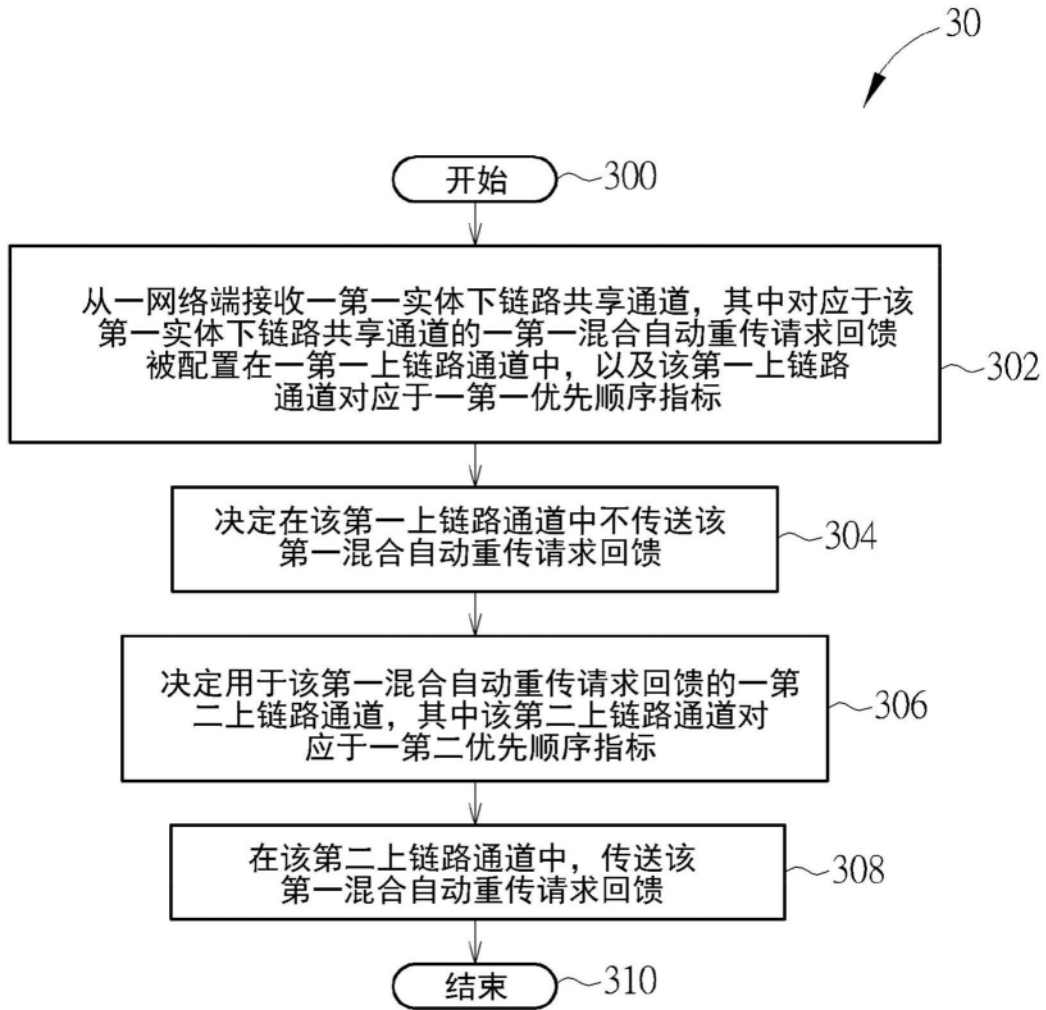 30
开始
300
从一网络端接收一第一实体下链路共享通道，其中对应于该
第一实体下链路共享通道的一第一混合自动重传请求回馈
被配置在一第一上链路通道中，以及该第一上链路
通道对应于一第一优先顺序指标
302
决定在该第一上链路通道中不传送该
第一混合自动重传请求回馈
304
决定用于该第一混合自动重传请求回馈的一第
二上链路通道，其中该第二上链路通道对
应于一第二优先顺序指标
306
在该第二上链路通道中，传送该
第一混合自动重传请求回馈
308
结束
310